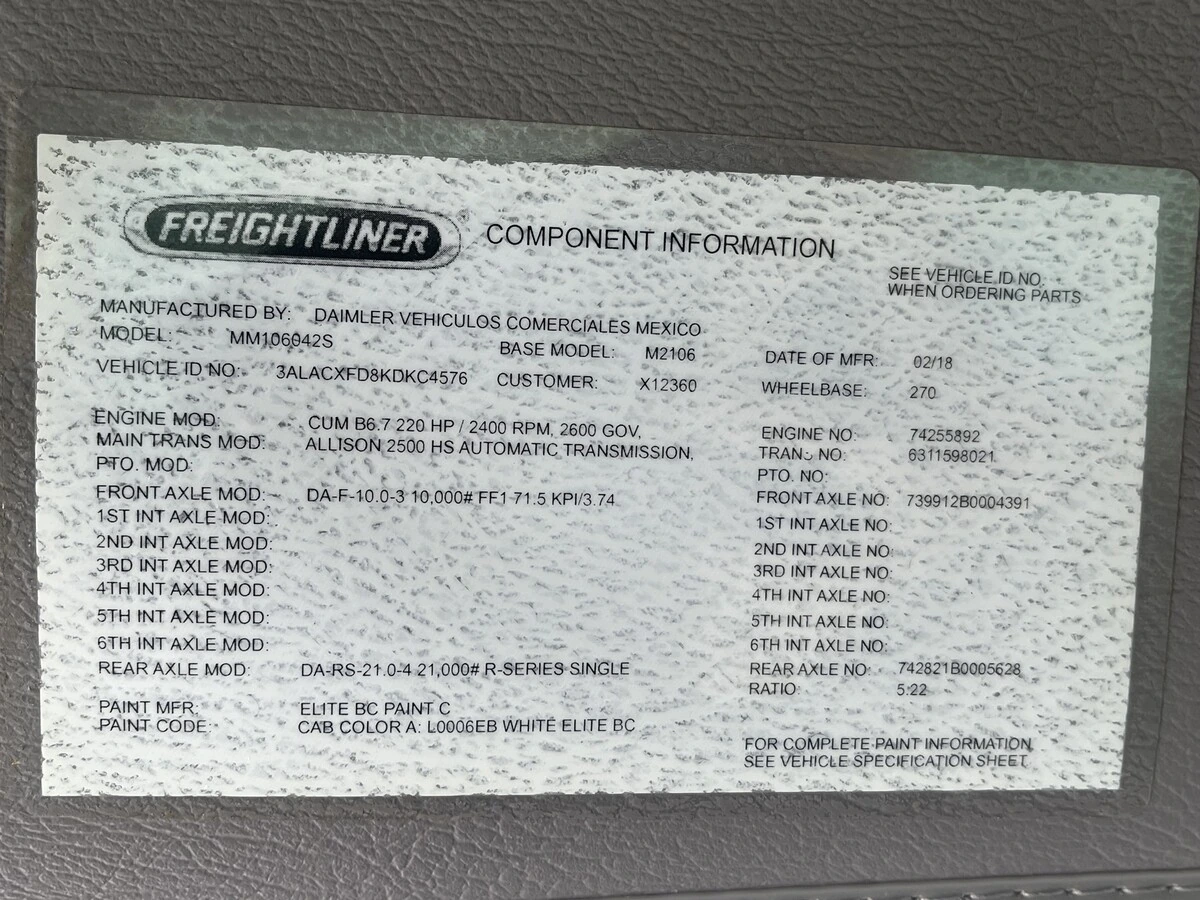 FREIGHTLINER COMPONENT INFORMATION
SEE VEHICLE ID NO.
WHEN ORDERING PARTS
MANUFACTURED BY: DAIMLER VEHICULOS COMERCIALES MEXICO
MODEL: MM106042S BASE MODEL: M2106 DATE OF MFR: 02/18
VEHICLE ID NO: 3ALACXFD8KDKC4576 CUSTOMER: X12360 WHEELBASE: 270
ENGINE MOD: CUM B6.7 220 HP / 2400 RPM, 2600 GOV, ENGINE NO: 74255892
MAIN TRANS MOD: ALLISON 2500 HS AUTOMATIC TRANSMISSION, TRANS NO: 6311598021
PTO. MOD: PTO. NO:
FRONT AXLE MOD: DA-F-10.0-3 10,000# FF1 71.5 KPI/3.74 FRONT AXLE NO: 739912B0004391
1ST INT AXLE MOD: 1ST INT AXLE NO:
2ND INT AXLE MOD: 2ND INT AXLE NO:
3RD INT AXLE MOD: 3RD INT AXLE NO:
4TH INT AXLE MOD: 4TH INT AXLE NO:
5TH INT AXLE MOD: 5TH INT AXLE NO:
6TH INT AXLE MOD: 6TH INT AXLE NO:
REAR AXLE MOD: DA-RS-21.0-4 21,000# R-SERIES SINGLE REAR AXLE NO: 742821B0005628
RATIO: 5:22
PAINT MFR: ELITE BC PAINT C
PAINT CODE: CAB COLOR A: L0006EB WHITE ELITE BC
FOR COMPLETE PAINT INFORMATION
SEE VEHICLE SPECIFICATION SHEET